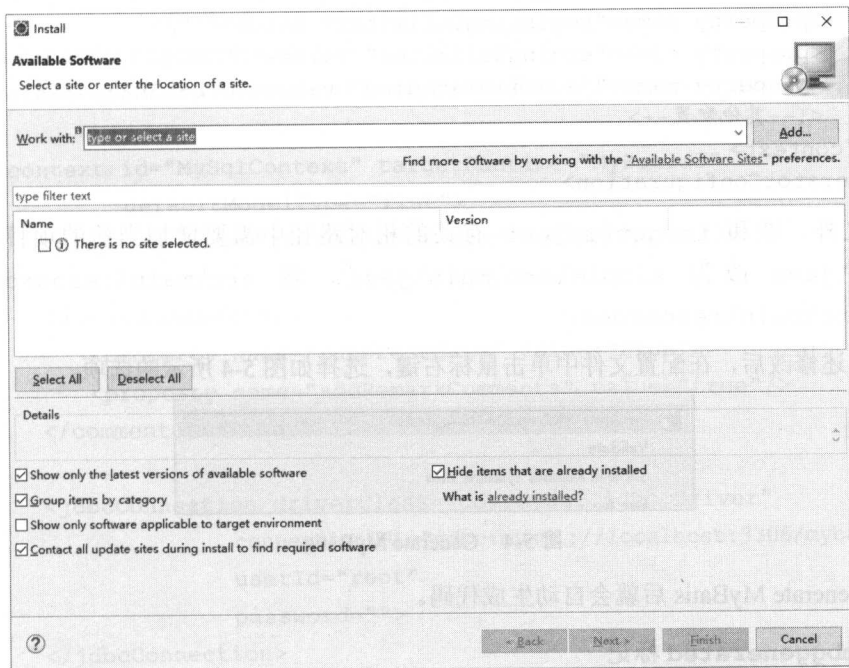 Install
Available Software
Select a site or enter the location of a site.
Work with: type or select a site
Add...
Find more software by working with the "Available Software Sites" preferences.
type filter text
Name Version
There is no site selected.
Select All Deselect All
Details
Show only the latest versions of available software
Hide items that are already installed
Group items by category
What is already installed?
Show only software applicable to target environment
Contact all update sites during install to find required software
< Back Next > Finish Cancel